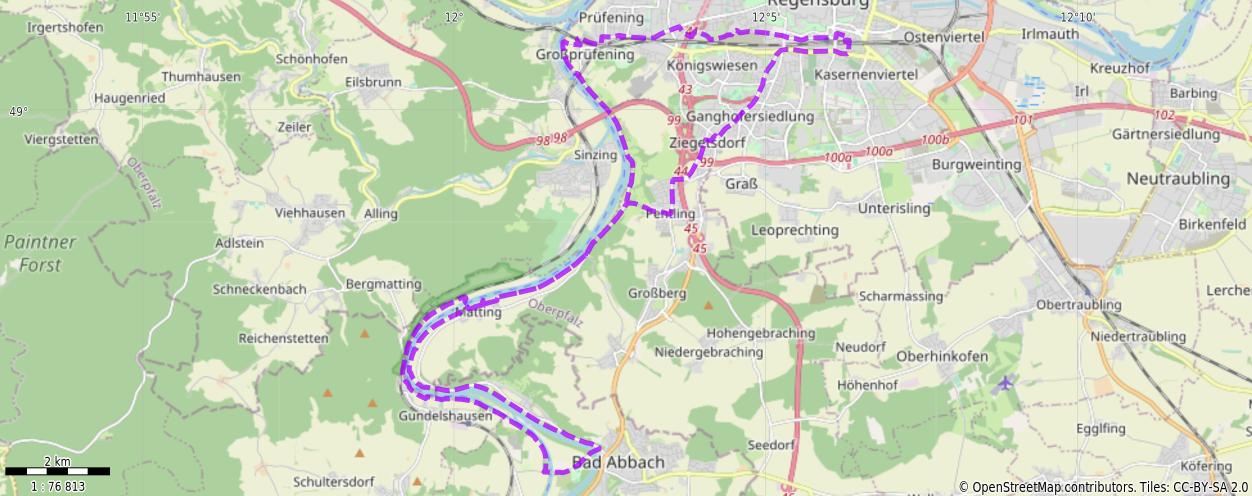 11°55'
12°
12°5'
12°10'
Irgertshofen
Prüfening
Regensburg
Ostenviertel
Irlmauth
Großprüfening
Schönhofen
Thumhausen
Eilsbrunn
Königswiesen
Kasernenviertel
Kreuzhof
Haugenried
43
Irl
Barbing
49°
Ganghofersiedlung
99
101
102
Zeiler
98
98
Viergstetten
Ziegetsdorf
100b
Gärtnersiedlung
Sinzing
99
100a
100a
Burgweinting
Oberpfalz
44
Graß
Neutraubling
Viehhausen
Alling
Pentling
Unterisling
Birkenfeld
Paintner
Forst
Adlstein
45
45
Leoprechting
Schneckenbach
Bergmatting
Großberg
Scharmassing
Lerche
Obertraubling
Matting
Oberpfalz
Reichenstetten
Hohengebraching
Niedertraubling
Niedergebraching
Neudorf
Oberhinkofen
Höhenhof
Gundelshausen
Egglfing
Seedorf
Bad Abbach
2 km
Köfering
1 : 76 813
Schultersdorf
© OpenStreetMap contributors. Tiles: CC-BY-SA 2.0